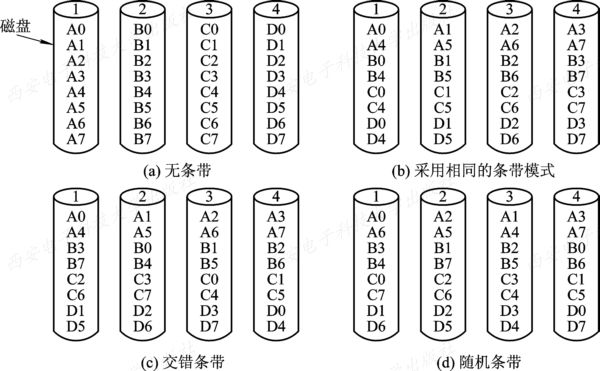 磁盘
1 2 3 4
A0 B0 C0 D0
A1 B1 C1 D1
A2 B2 C2 D2
A3 B3 C3 D3
A4 B4 C4 D4
A5 B5 C5 D5
A6 B6 C6 D6
A7 B7 C7 D7
(a) 无条带
1 2 3 4
A0 A1 A2 A3
A4 A5 A6 A7
B0 B1 B2 B3
B4 B5 B6 B7
C0 C1 C2 C3
C4 C5 C6 C7
D0 D1 D2 D3
D4 D5 D6 D7
(b) 采用相同的条带模式
1 2 3 4
A0 A1 A2 A3
A4 A5 A6 A7
B3 B0 B1 B2
B7 B4 B5 B6
C2 C3 C0 C1
C6 C7 C4 C5
D1 D2 D3 D0
D5 D6 D7 D4
(c) 交错条带
1 2 3 4
A0 A2 A1 A3
A6 A5 A4 A7
B3 B1 B2 B0
B4 B7 B5 B6
C0 C2 C3 C1
C7 C6 C4 C5
D1 D2 D3 D0
D6 D5 D4 D7
(d) 随机条带